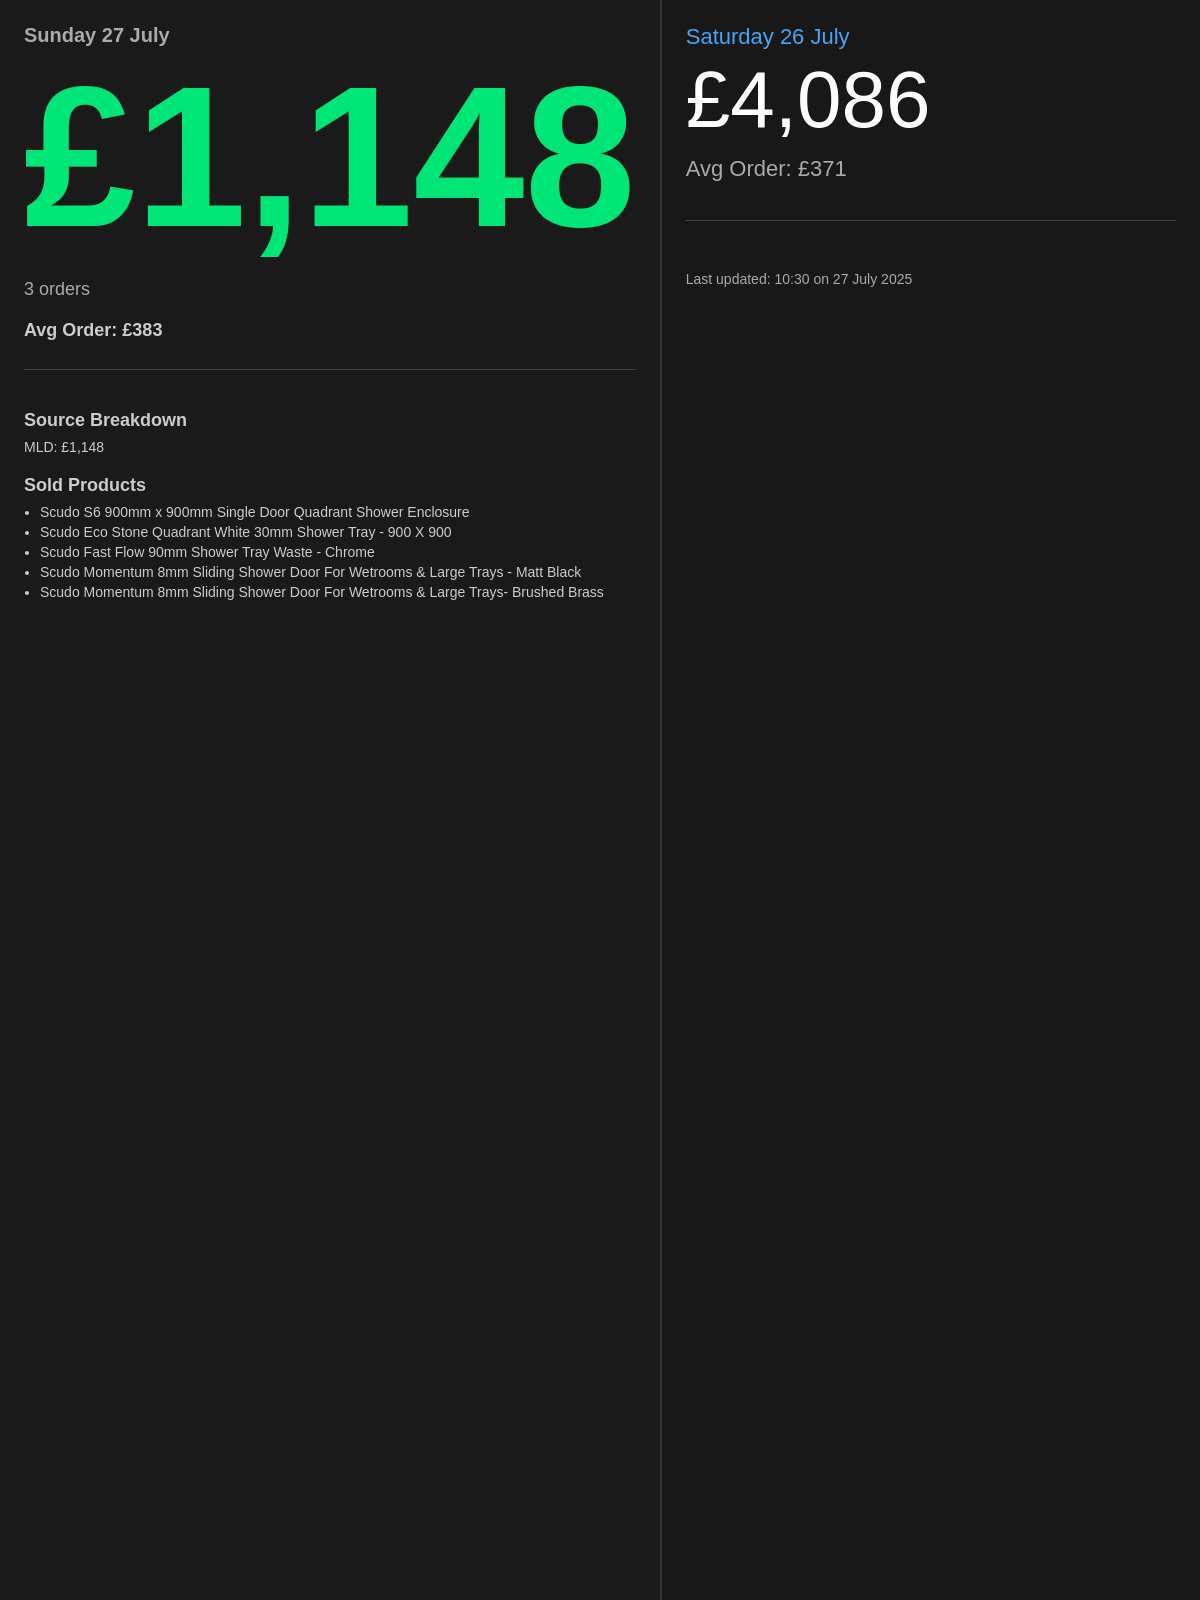 Sunday 27 July
£1,148
3 orders
Avg Order: £383
Source Breakdown
MLD: £1,148
Sold Products
• Scudo S6 900mm x 900mm Single Door Quadrant Shower Enclosure
• Scudo Eco Stone Quadrant White 30mm Shower Tray - 900 X 900
• Scudo Fast Flow 90mm Shower Tray Waste - Chrome
• Scudo Momentum 8mm Sliding Shower Door For Wetrooms & Large Trays - Matt Black
• Scudo Momentum 8mm Sliding Shower Door For Wetrooms & Large Trays- Brushed Brass
Saturday 26 July
£4,086
Avg Order: £371
Last updated: 10:30 on 27 July 2025